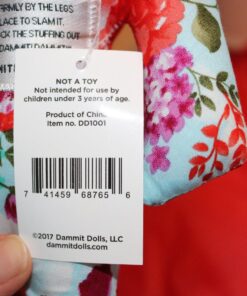 FIRMLY BY THE LEGS
PLACE TO SLAM IT.
THE STUFFING OUT
DAMMIT! DAMMIT!
NOT A TOY
Not intended for use by
children under 3 years of age.
Product of China
Item no. DD1001
7 41459 68765 6
©2017 Dammit Dolls, LLC
dammitdolls.com